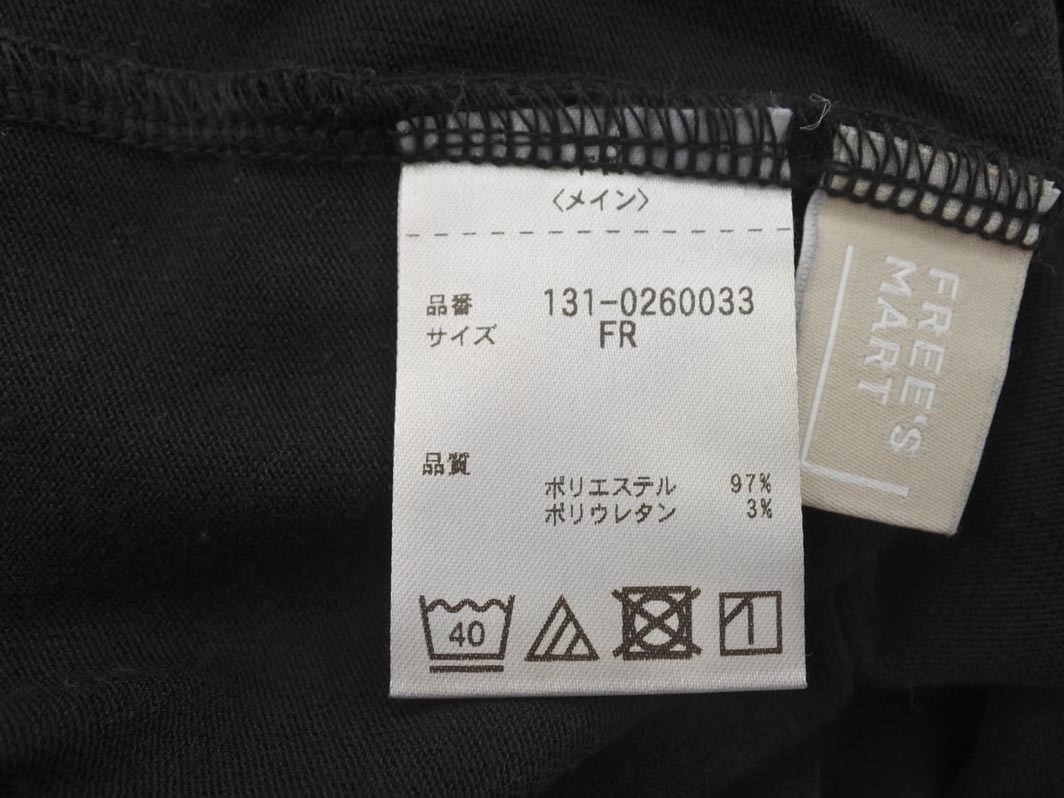 〈メイン〉
品番 131-0260033
サイズ FR
品質
ポリエステル 97%
ポリウレタン 3%
40
FREE'S
MART